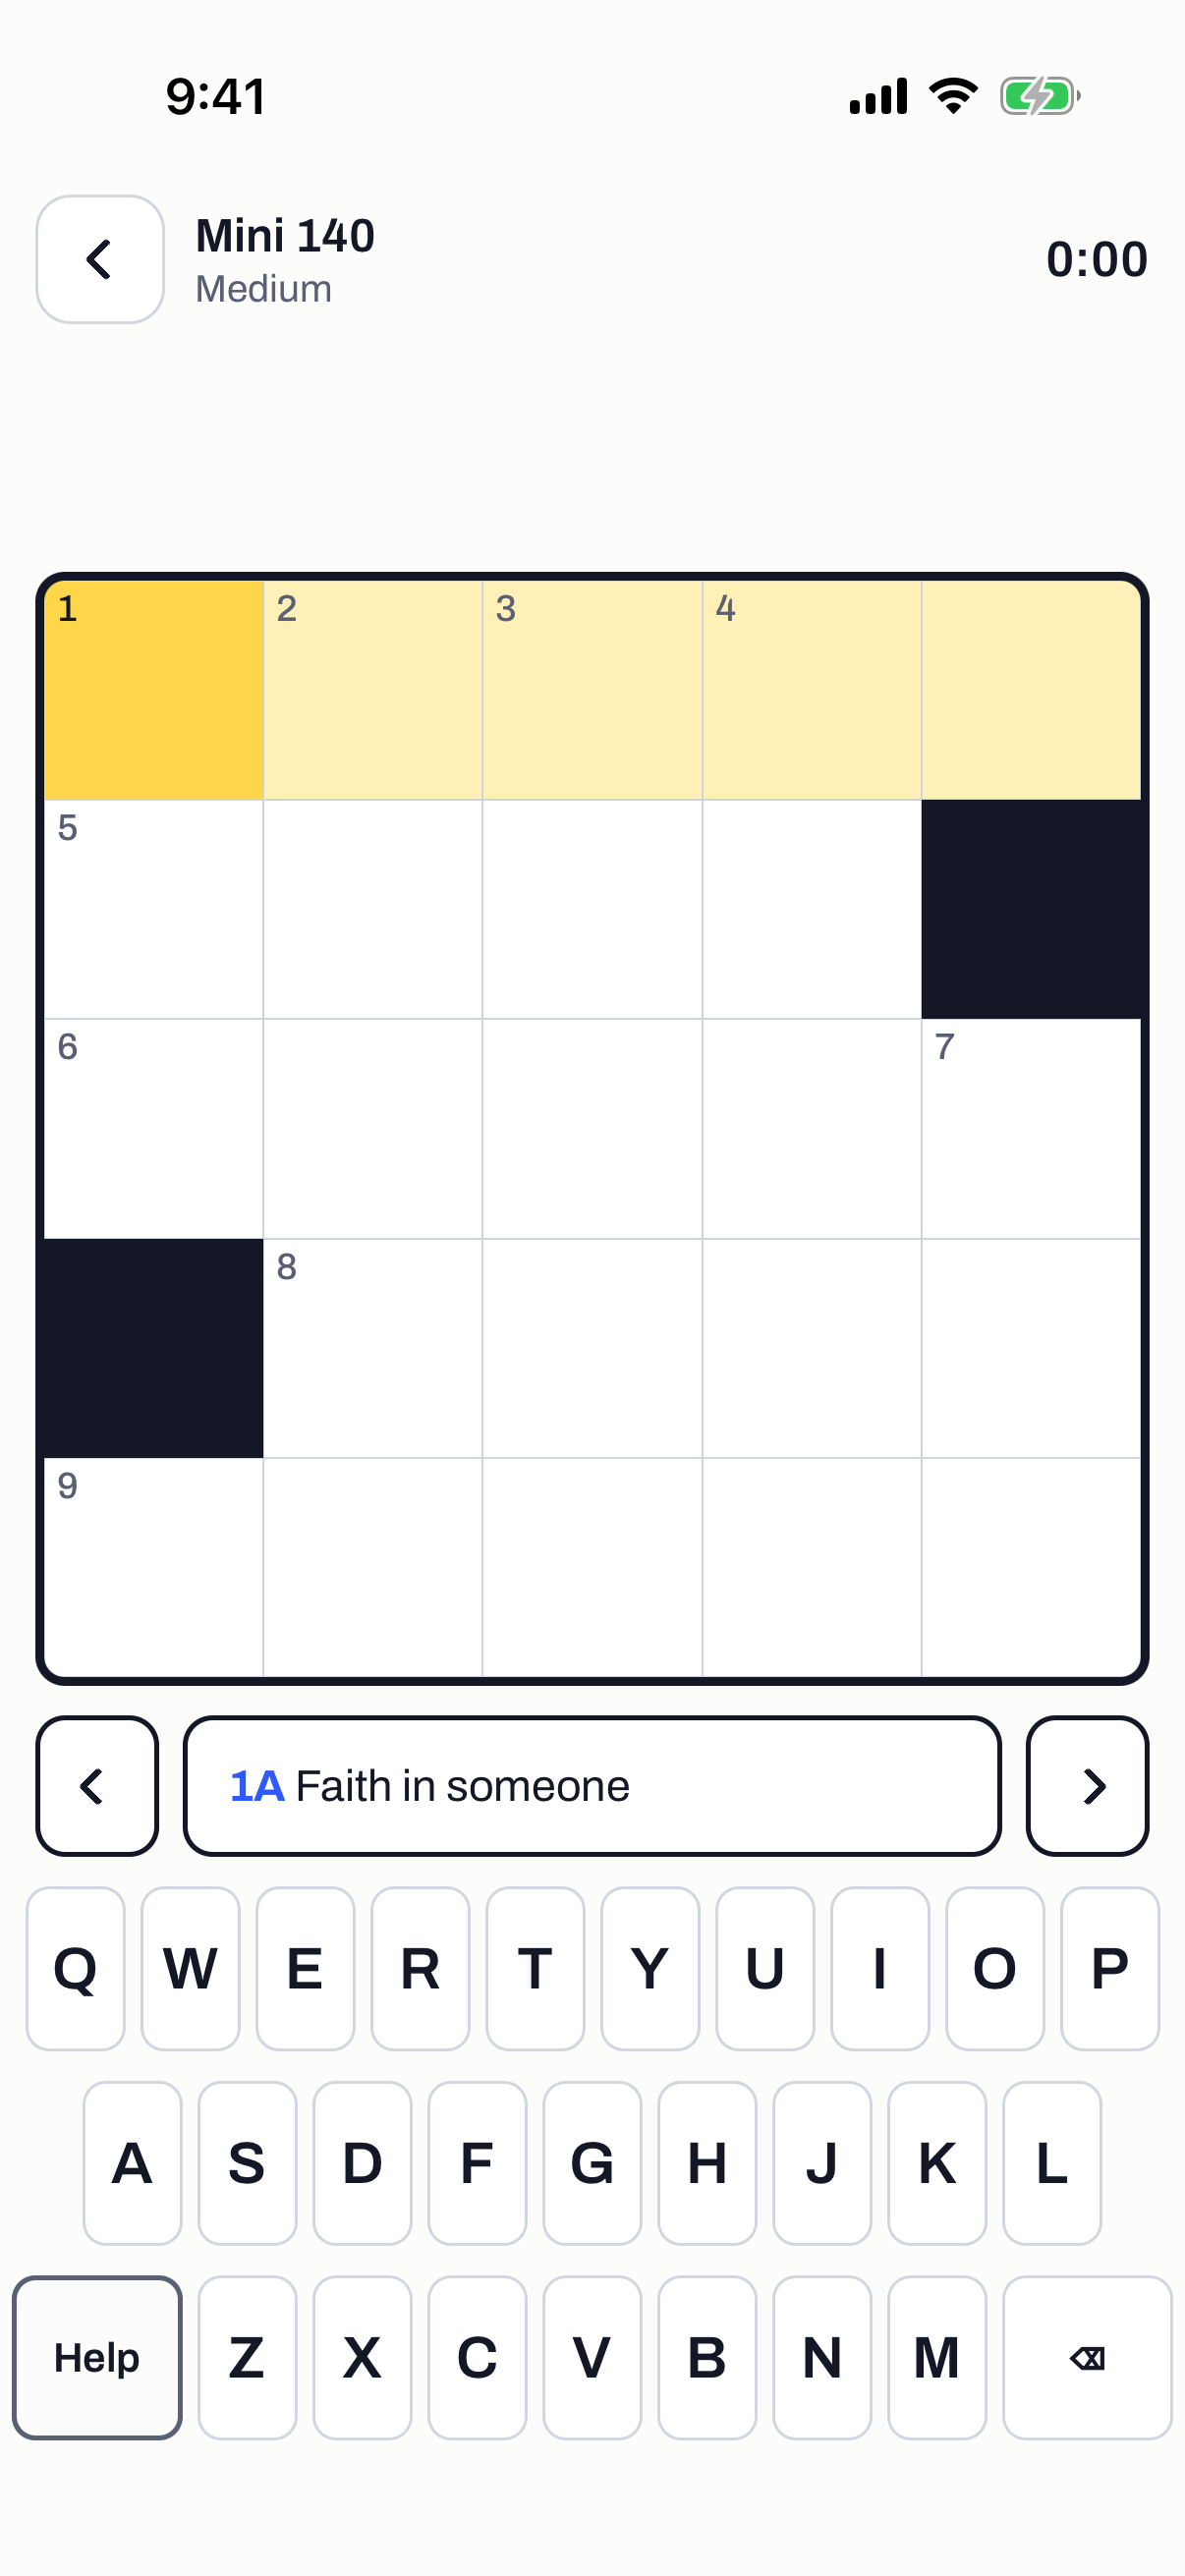 9:41
Mini 140
Medium
0:00
1 2 3 4
5
6 7
8
9
1A Faith in someone
Q W E R T Y U I O P
A S D F G H J K L
Help Z X C V B N M